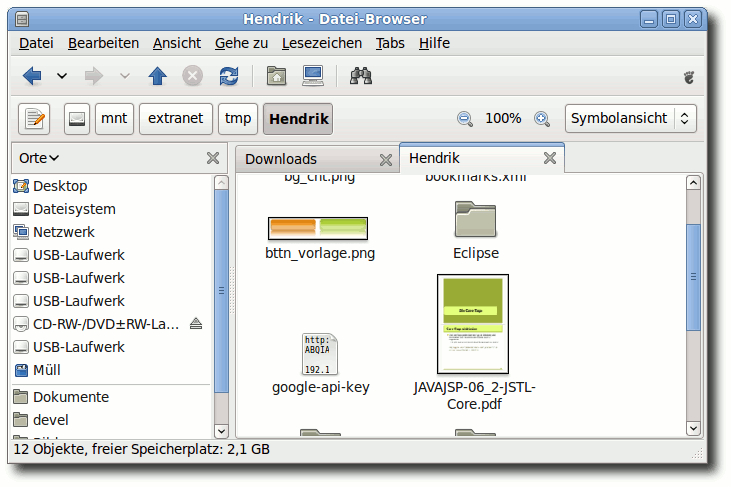 Hendrik - Datei-Browser
Datei Bearbeiten Ansicht Gehe zu Lesezeichen Tabs Hilfe
mnt extranet tmp Hendrik 100% Symbolansicht
Orte
Downloads Hendrik
Desktop
Dateisystem
Netzwerk
USB-Laufwerk
USB-Laufwerk
USB-Laufwerk
CD-RW-/DVD±RW-La...
USB-Laufwerk
Müll
Dokumente
devel
bg_cnt.png bookmarks.xml
bttn_vorlage.png Eclipse
http:
ABQIA
192.1
google-api-key
JAVAJSP-06_2-JSTL-
Core.pdf
12 Objekte, freier Speicherplatz: 2,1 GB